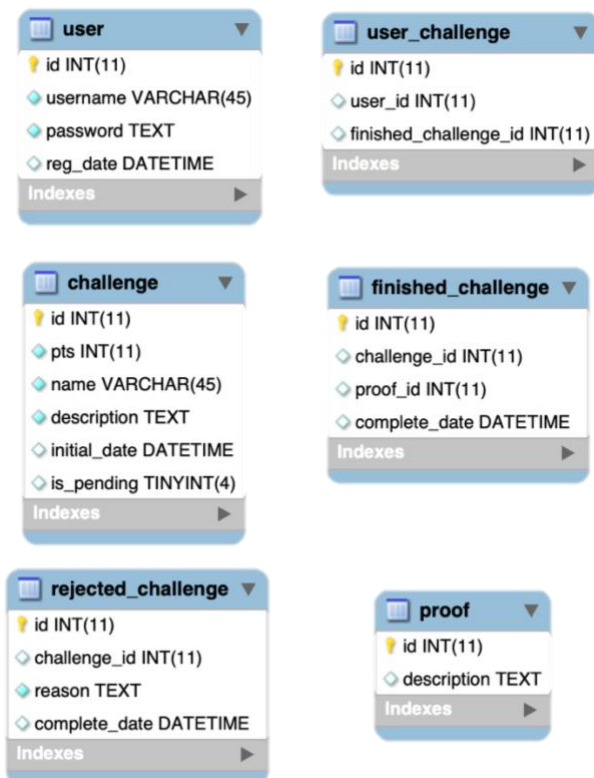 user
id INT(11)
username VARCHAR(45)
password TEXT
reg_date DATETIME
Indexes
user_challenge
id INT(11)
user_id INT(11)
finished_challenge_id INT(11)
Indexes
challenge
id INT(11)
pts INT(11)
name VARCHAR(45)
description TEXT
initial_date DATETIME
is_pending TINYINT(4)
Indexes
finished_challenge
id INT(11)
challenge_id INT(11)
proof_id INT(11)
complete_date DATETIME
Indexes
rejected_challenge
id INT(11)
challenge_id INT(11)
reason TEXT
complete_date DATETIME
Indexes
proof
id INT(11)
description TEXT
Indexes